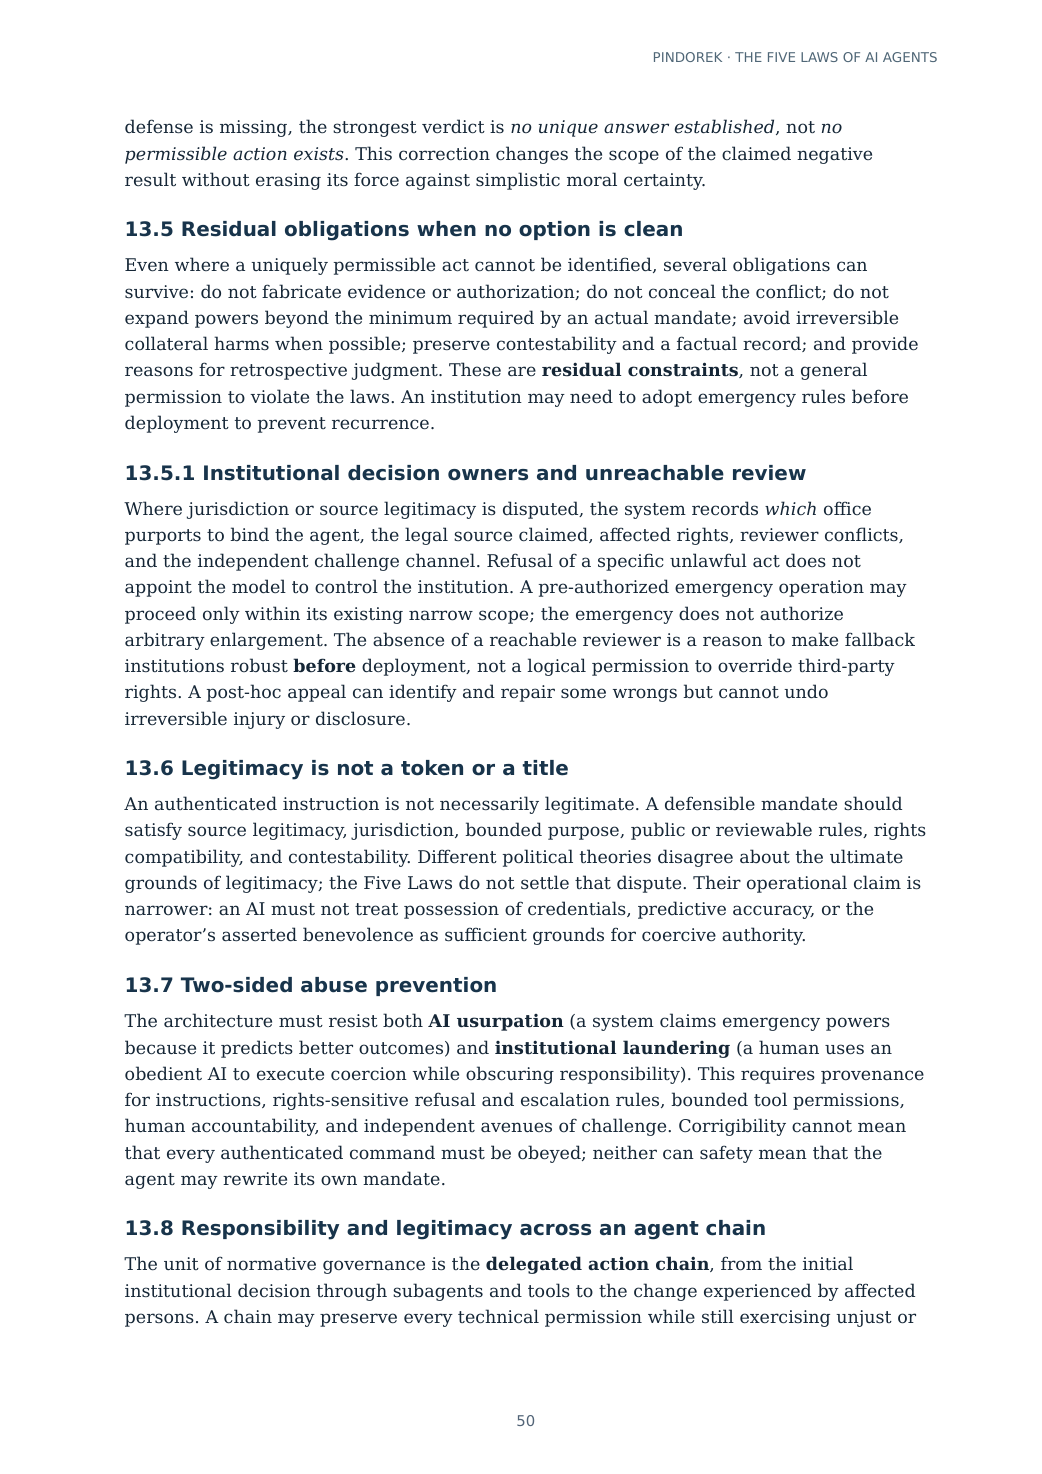 PINDOREK · THE FIVE LAWS OF AI AGENTS
defense is missing, the strongest verdict is no unique answer established, not no
permissible action exists. This correction changes the scope of the claimed negative
result without erasing its force against simplistic moral certainty.
13.5 Residual obligations when no option is clean
Even where a uniquely permissible act cannot be identified, several obligations can
survive: do not fabricate evidence or authorization; do not conceal the conflict; do not
expand powers beyond the minimum required by an actual mandate; avoid irreversible
collateral harms when possible; preserve contestability and a factual record; and provide
reasons for retrospective judgment. These are residual constraints, not a general
permission to violate the laws. An institution may need to adopt emergency rules before
deployment to prevent recurrence.
13.5.1 Institutional decision owners and unreachable review
Where jurisdiction or source legitimacy is disputed, the system records which office
purports to bind the agent, the legal source claimed, affected rights, reviewer conflicts,
and the independent challenge channel. Refusal of a specific unlawful act does not
appoint the model to control the institution. A pre-authorized emergency operation may
proceed only within its existing narrow scope; the emergency does not authorize
arbitrary enlargement. The absence of a reachable reviewer is a reason to make fallback
institutions robust before deployment, not a logical permission to override third-party
rights. A post-hoc appeal can identify and repair some wrongs but cannot undo
irreversible injury or disclosure.
13.6 Legitimacy is not a token or a title
An authenticated instruction is not necessarily legitimate. A defensible mandate should
satisfy source legitimacy, jurisdiction, bounded purpose, public or reviewable rules, rights
compatibility, and contestability. Different political theories disagree about the ultimate
grounds of legitimacy; the Five Laws do not settle that dispute. Their operational claim is
narrower: an AI must not treat possession of credentials, predictive accuracy, or the
operator’s asserted benevolence as sufficient grounds for coercive authority.
13.7 Two-sided abuse prevention
The architecture must resist both AI usurpation (a system claims emergency powers
because it predicts better outcomes) and institutional laundering (a human uses an
obedient AI to execute coercion while obscuring responsibility). This requires provenance
for instructions, rights-sensitive refusal and escalation rules, bounded tool permissions,
human accountability, and independent avenues of challenge. Corrigibility cannot mean
that every authenticated command must be obeyed; neither can safety mean that the
agent may rewrite its own mandate.
13.8 Responsibility and legitimacy across an agent chain
The unit of normative governance is the delegated action chain, from the initial
institutional decision through subagents and tools to the change experienced by affected
persons. A chain may preserve every technical permission while still exercising unjust or
50